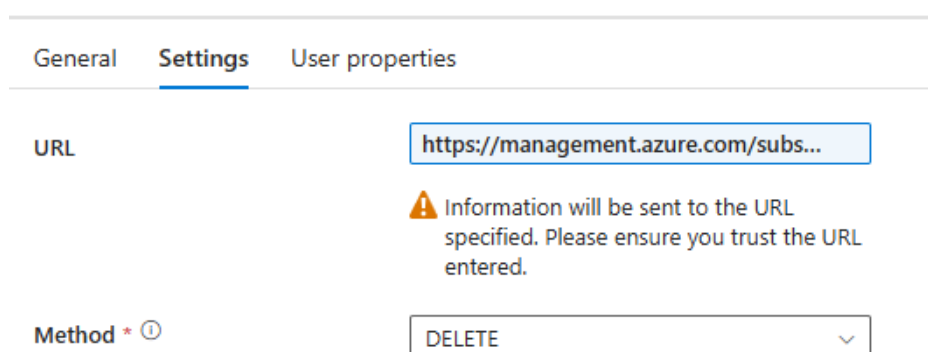 General Settings User properties
URL https://management.azure.com/subs...
Information will be sent to the URL
specified. Please ensure you trust the URL
entered.
Method * DELETE